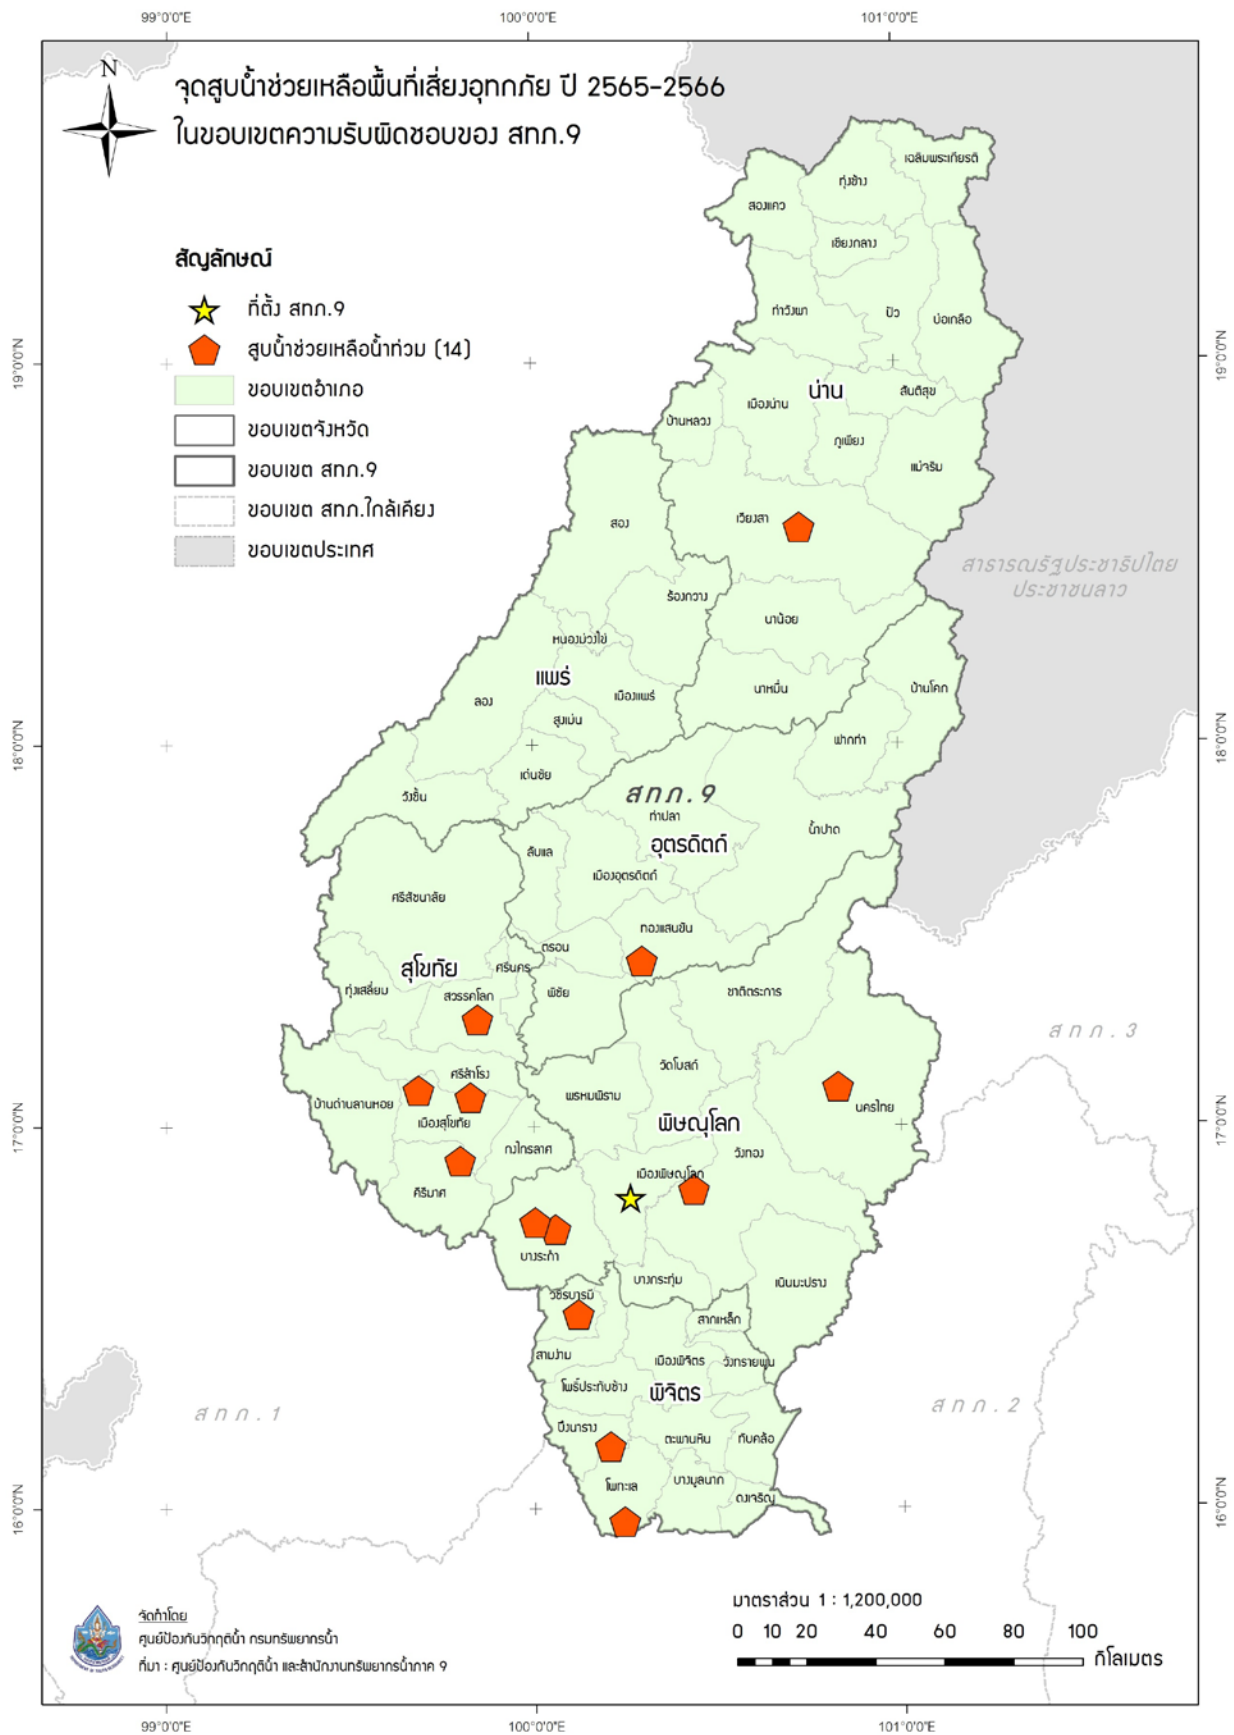 99°0'0"E 100°0'0"E 101°0'0"E
N
จุดสูบน้ำช่วยเหลือพื้นที่เสี่ยงอุทกภัย ปี 2565-2566
ในขอบเขตความรับผิดชอบของ สทภ.9
สัญลักษณ์
ที่ตั้ง สทภ.9
สูบน้ำช่วยเหลือน้ำท่วม (14)
ขอบเขตอำเภอ
ขอบเขตจังหวัด
ขอบเขต สทภ.9
ขอบเขต สทภ.ใกล้เคียง
ขอบเขตประเทศ
เฉลิมพระเกียรติ
ทุ่งช้าง
สองแคว
เชียงกลาง
ท่าวังผา
ปัว
บ่อเกลือ
19°0'0"N 19°0'0"N
น่าน
สันติสุข
เมืองน่าน
บ้านหลวง
ภูเพียง
แม่จริม
เวียงสา
สอง
สาธารณรัฐประชาธิปไตย
ประชาชนลาว
ร้องกวาง
นาน้อย
หนองม่วงไข่
แพร่
นาหมื่น
บ้านโคก
เมืองแพร่
ลอง
สูงเม่น
18°0'0"N 18°0'0"N
ฟากท่า
เด่นชัย
วังชิ้น
สทภ.9
ท่าปลา
น้ำปาด
อุตรดิตถ์
ลับแล
เมืองอุตรดิตถ์
ศรีสัชนาลัย
ทองแสนขัน
ตรอน
สุโขทัย
ศรีนคร
ทุ่งเสลี่ยม
สวรรคโลก
พิชัย
ชาติตระการ
สทภ.3
วัดโบสถ์
ศรีสำโรง
บ้านด่านลานหอย
พรหมพิราม
นครไทย
เมืองสุโขทัย
พิษณุโลก
17°0'0"N 17°0'0"N
กงไกรลาศ
วังทอง
เมืองพิษณุโลก
คีรีมาศ
บางระกำ
บางกระทุ่ม
เนินมะปราง
วชิรบารมี
สากเหล็ก
สามง่าม
เมืองพิจิตร
วังทรายพูน
โพธิ์ประทับช้าง
พิจิตร
สทภ.1
สทภ.2
บึงนาราง
ตะพานหิน
ทับคล้อ
โพทะเล
บางมูลนาก
ดงเจริญ
16°0'0"N 16°0'0"N
มาตราส่วน 1 : 1,200,000
0 10 20 40 60 80 100
กิโลเมตร
จัดทำโดย
ศูนย์ป้องกันวิกฤติน้ำ กรมทรัพยากรน้ำ
ที่มา : ศูนย์ป้องกันวิกฤติน้ำ และสำนักงานทรัพยากรน้ำภาค 9
99°0'0"E 100°0'0"E 101°0'0"E